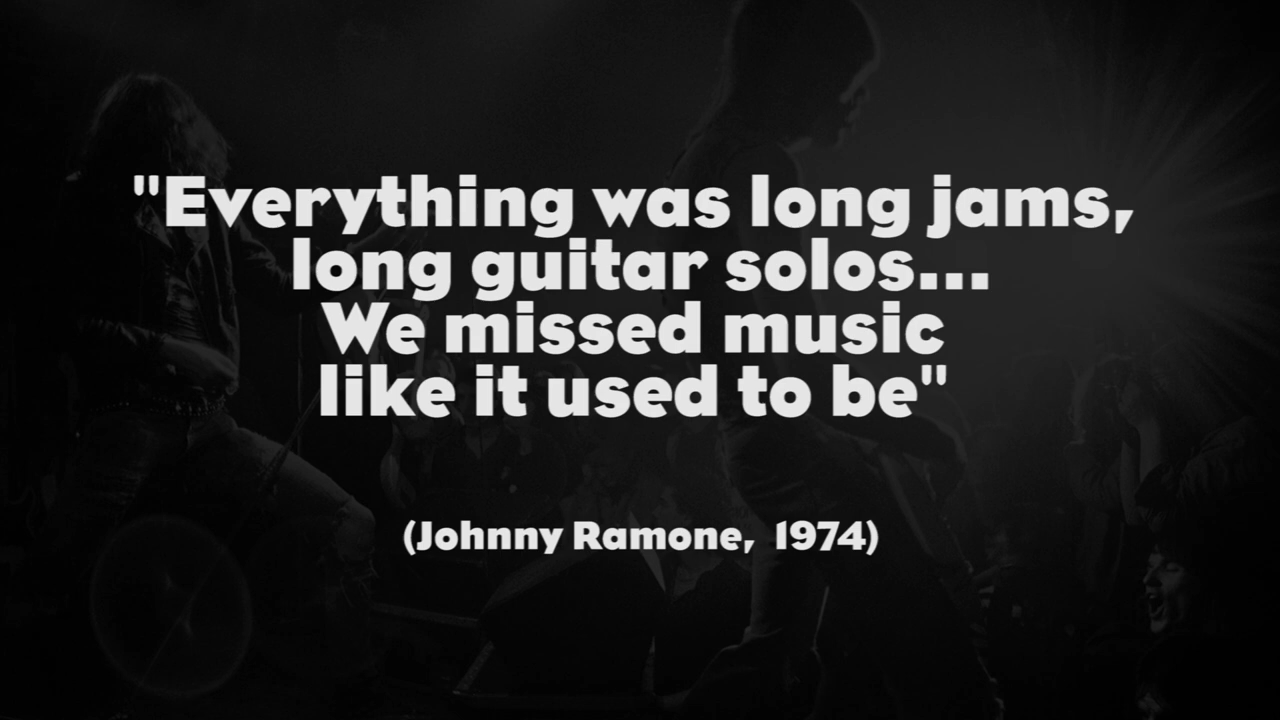 "Everything was long jams,
long guitar solos...
We missed music
like it used to be"
(Johnny Ramone, 1974)